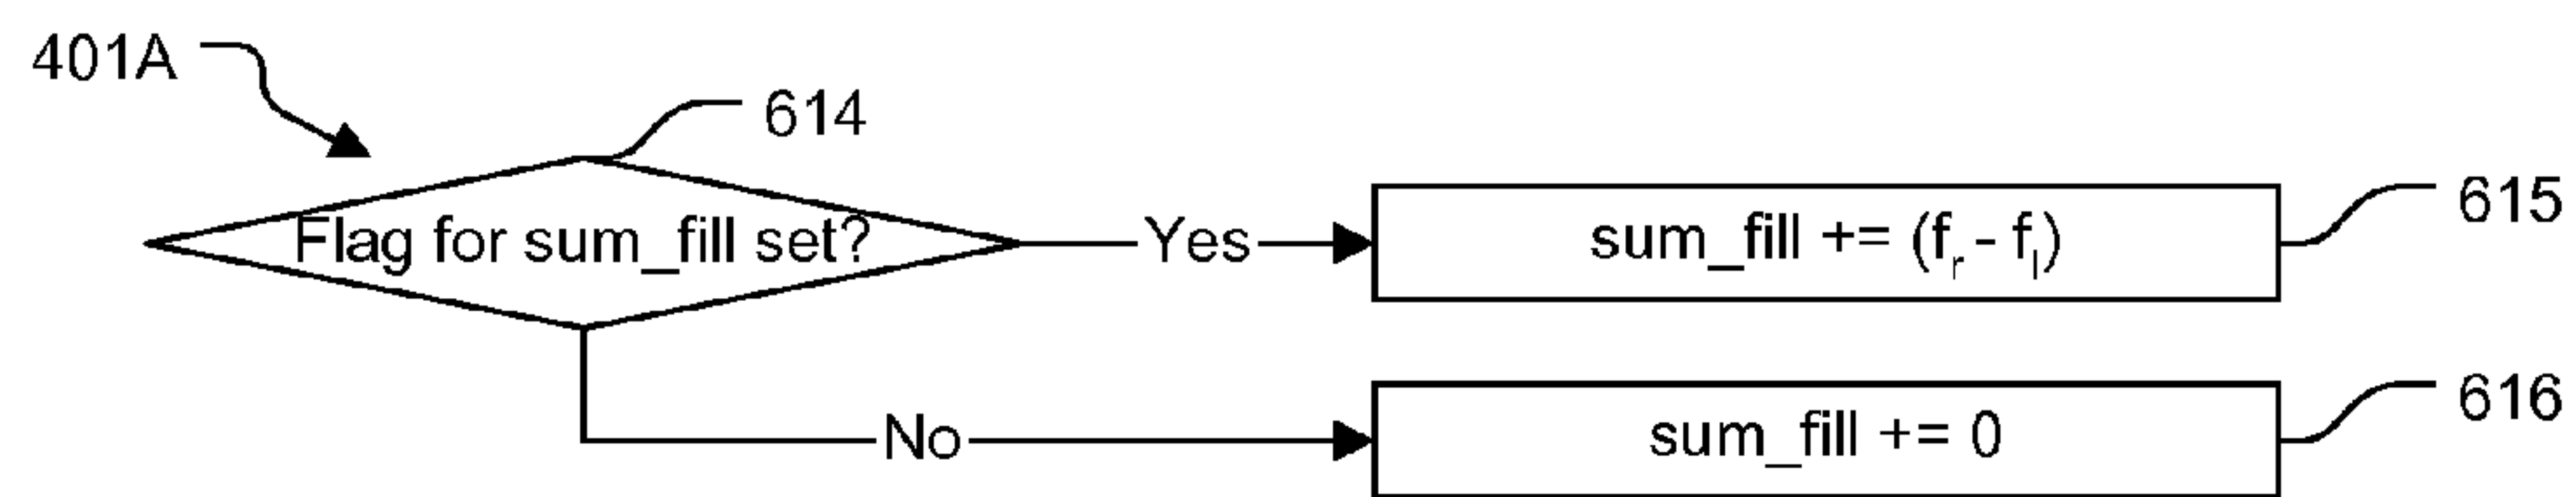 401A
614
Flag for sum_fill set?
Yes
sum_fill += (fr - fl)
615
No
sum_fill += 0
616